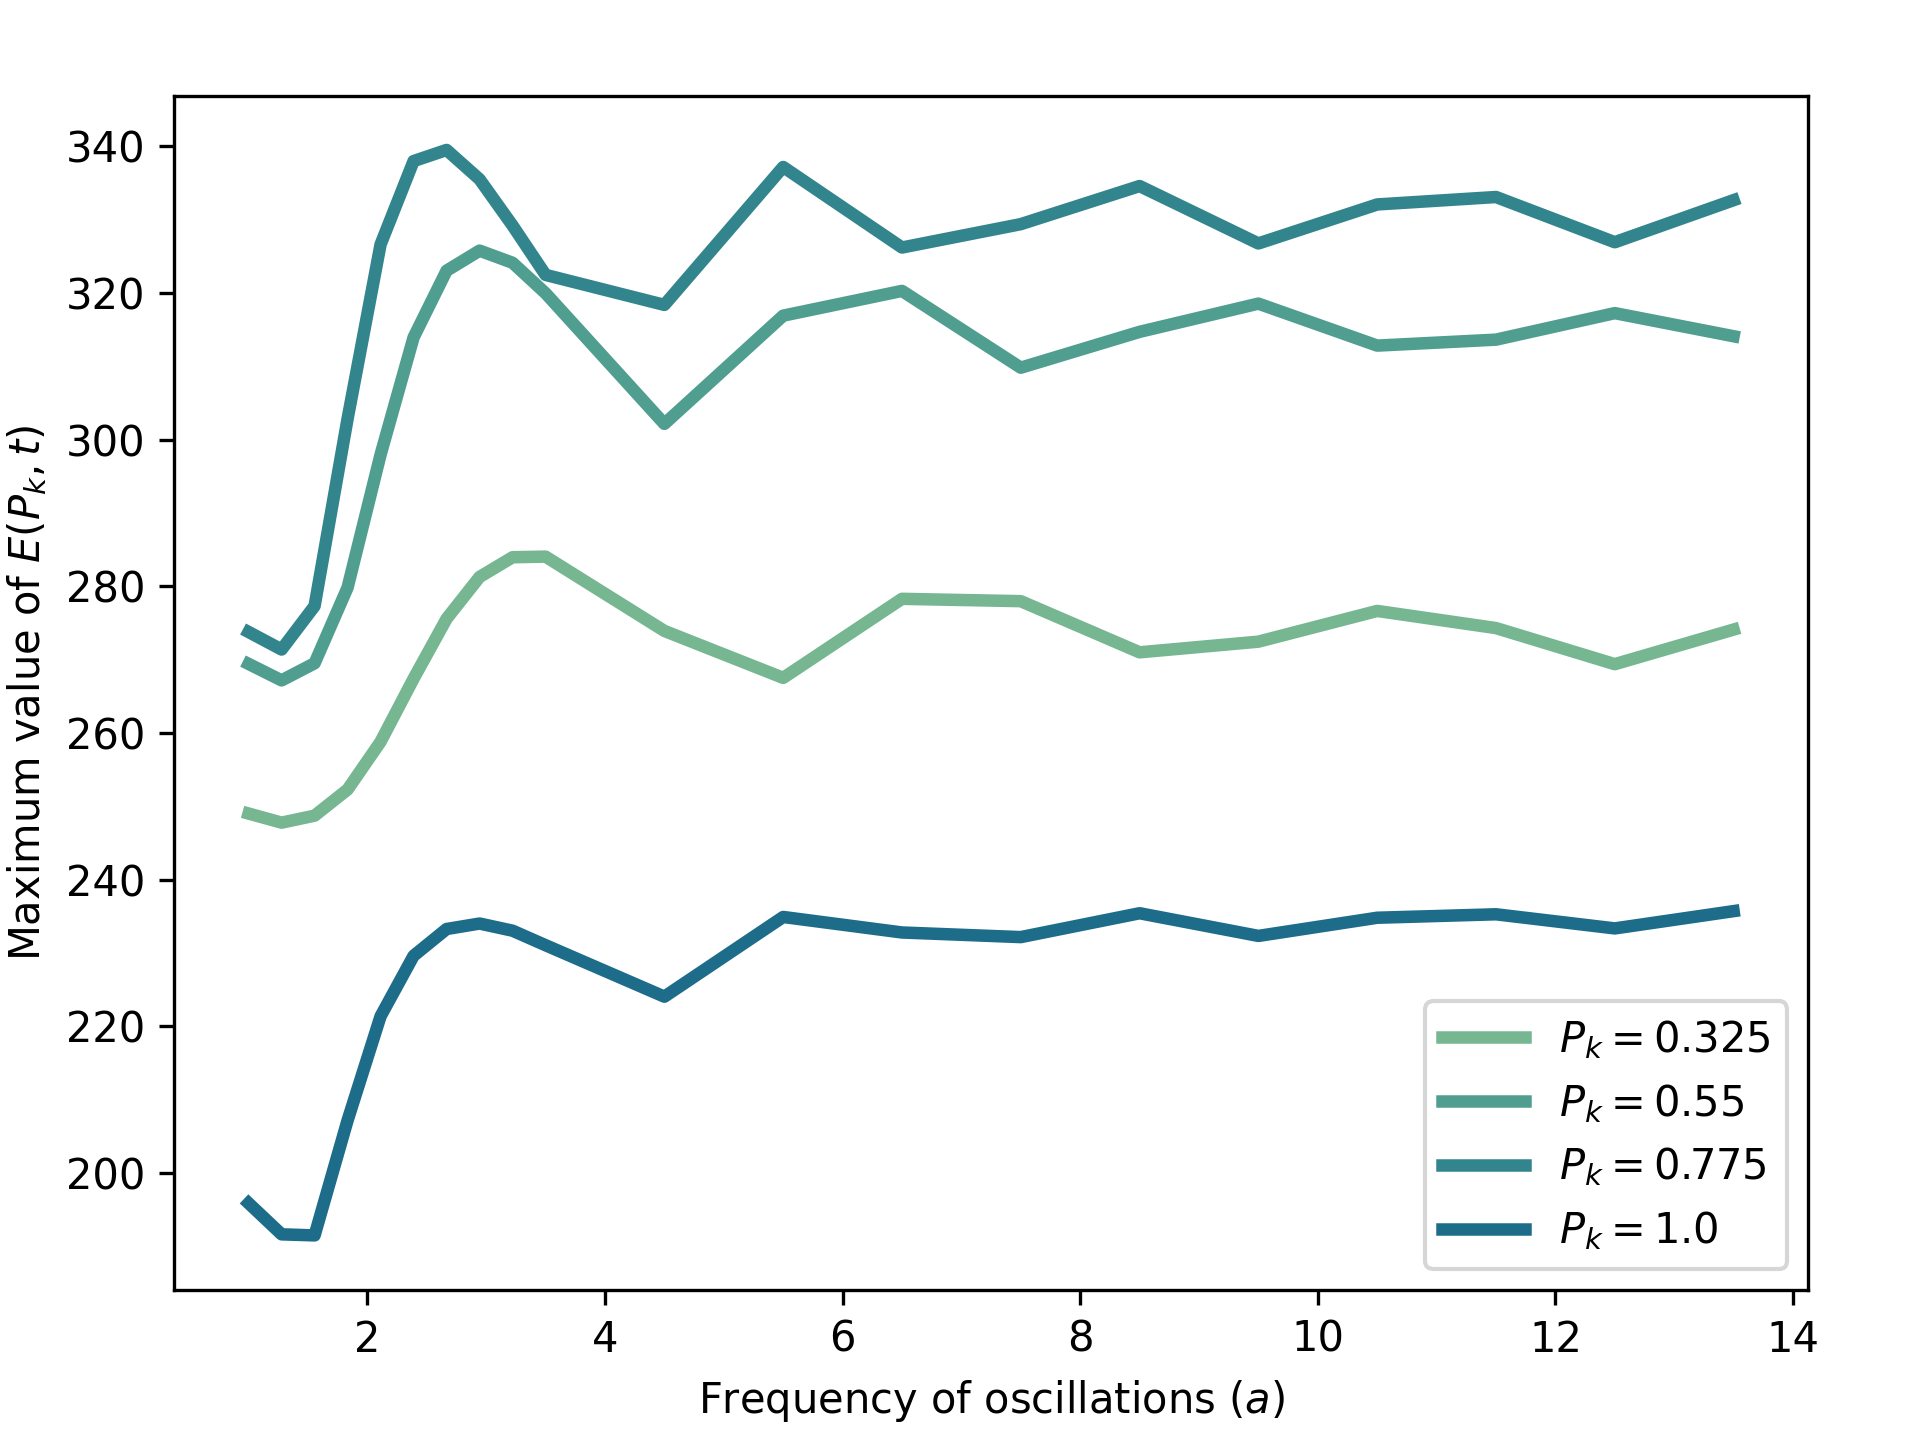 340
320
300
280
260
240
220
200
Maximum value of E(Pₖ, t)
2 4 6 8 10 12 14
Frequency of oscillations (a)
Pₖ = 0.325
Pₖ = 0.55
Pₖ = 0.775
Pₖ = 1.0